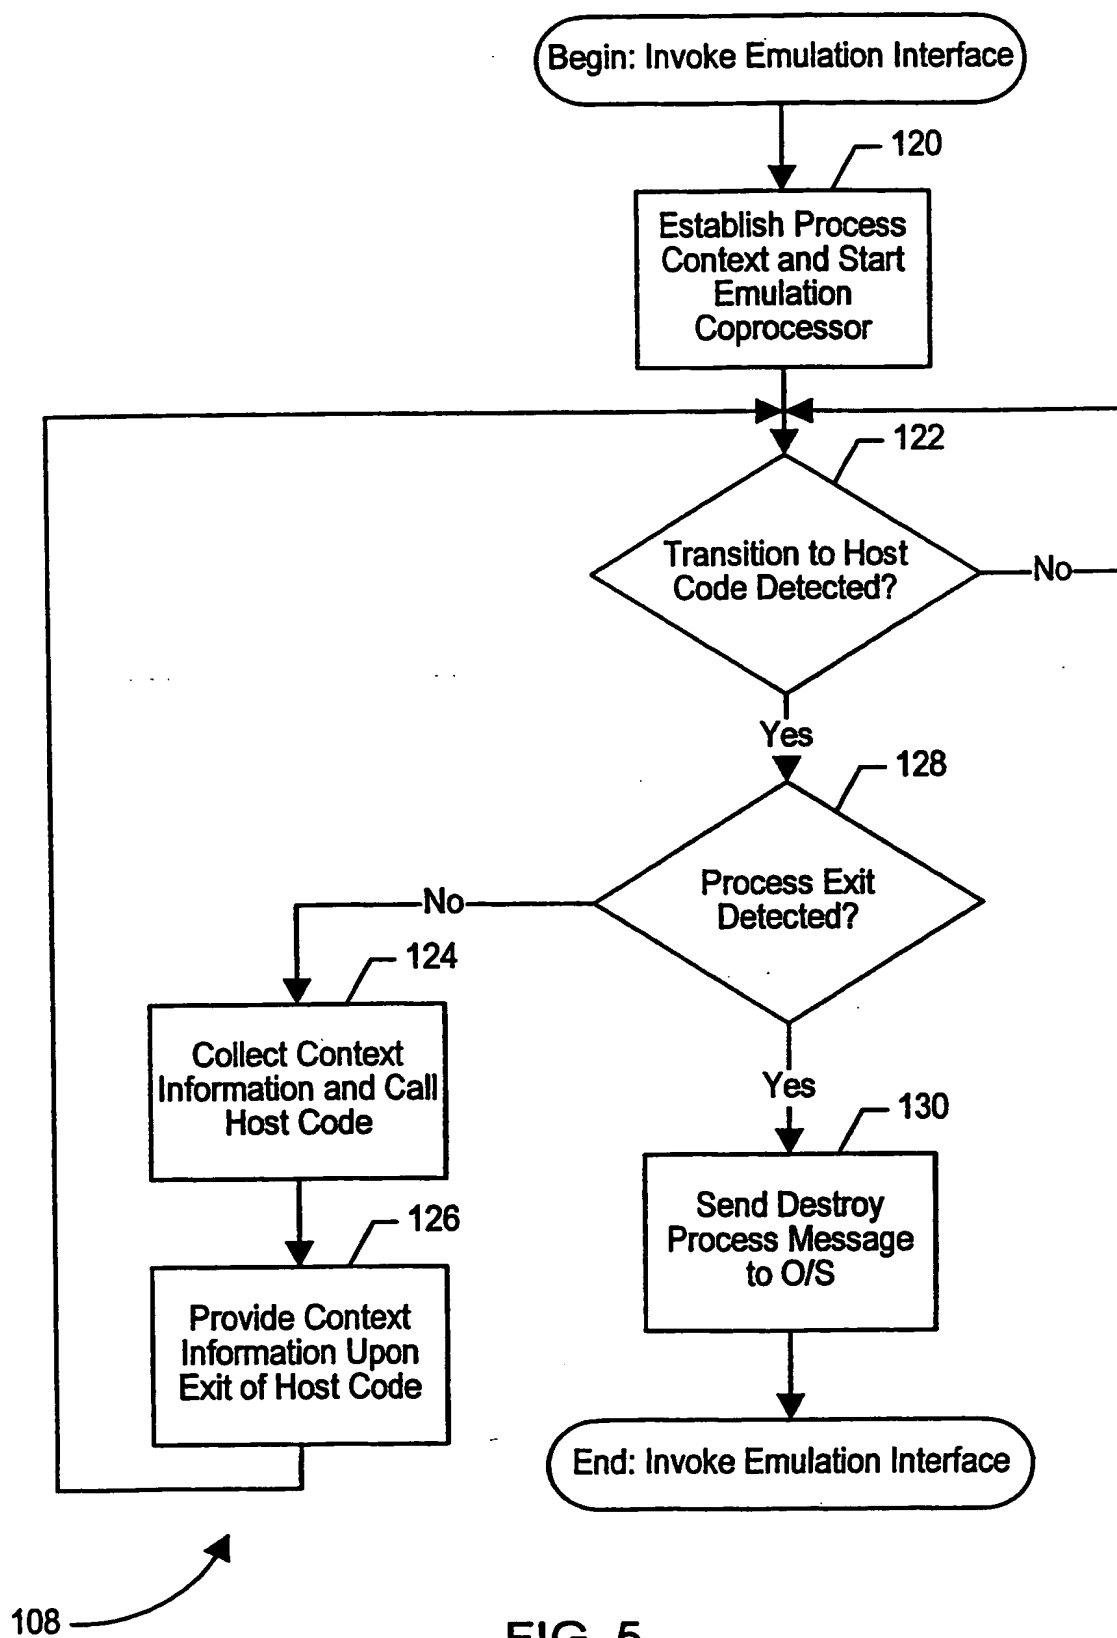 Begin: Invoke Emulation Interface
120
Establish Process
Context and Start
Emulation
Coprocessor
122
Transition to Host
Code Detected?
No
Yes
128
Process Exit
Detected?
No
124
Collect Context
Information and Call
Host Code
Yes
130
Send Destroy
Process Message
to O/S
126
Provide Context
Information Upon
Exit of Host Code
End: Invoke Emulation Interface
108
FIG. 5